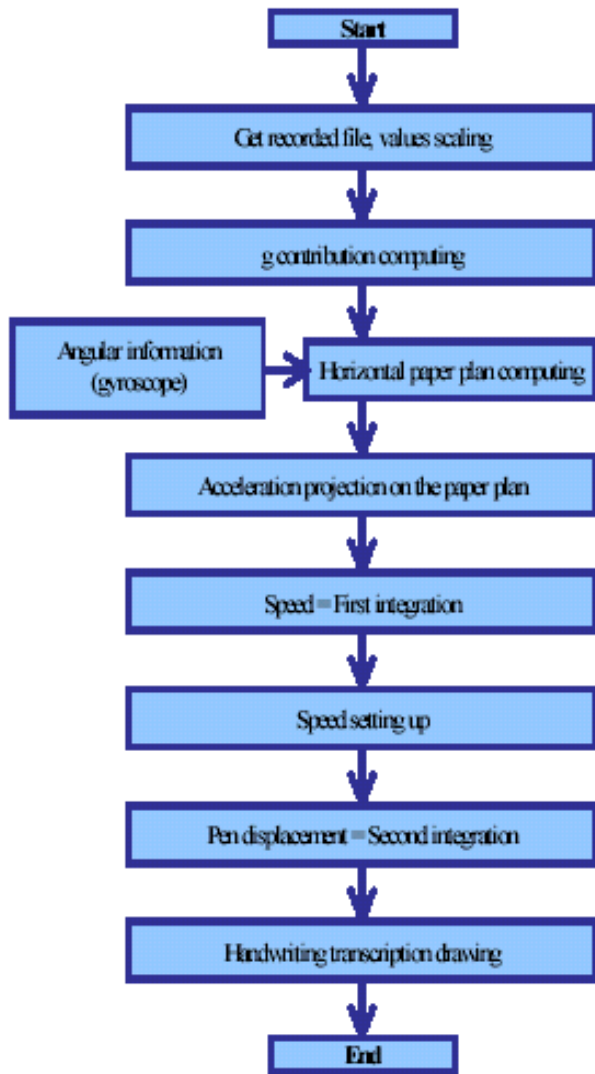 Start
Get recorded file, values scaling
g contribution computing
Angular information
(gyroscope)
Horizontal paper plan computing
Acceleration projection on the paper plan
Speed = First integration
Speed setting up
Pen displacement = Second integration
Handwriting transcription drawing
End